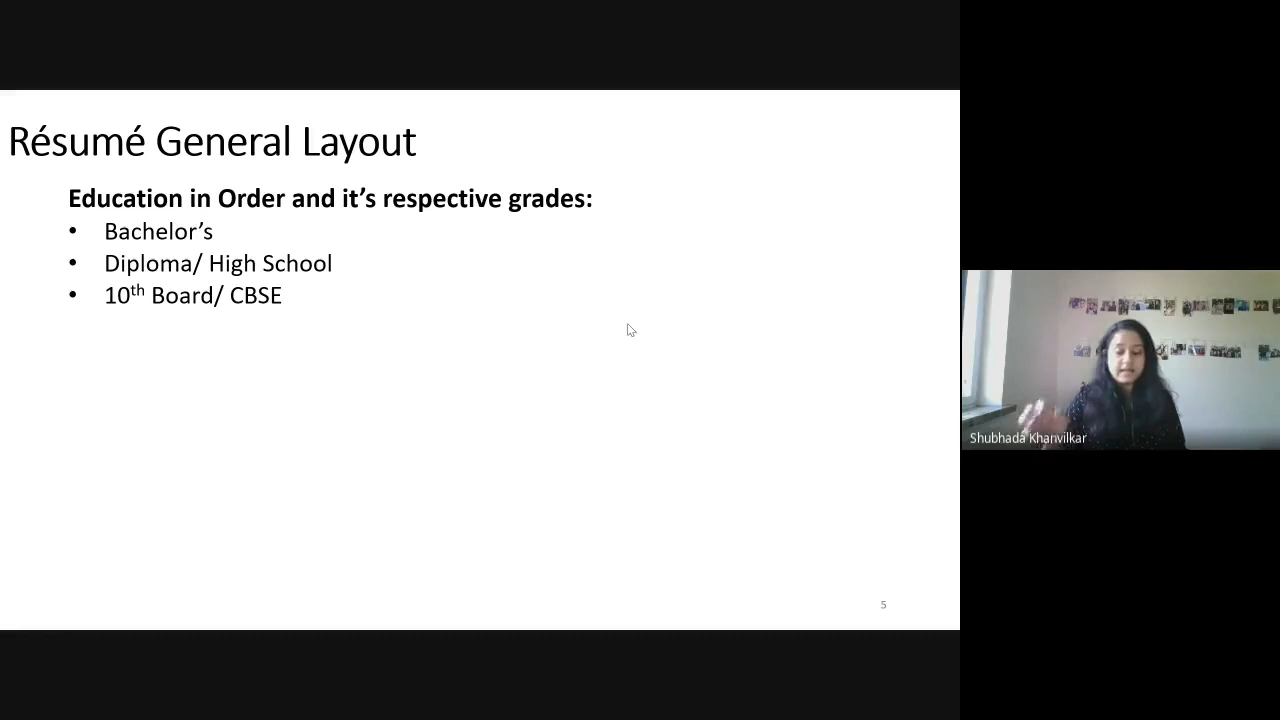 Résumé General Layout
Education in Order and it's respective grades:
• Bachelor's
• Diploma/ High School
• 10th Board/ CBSE
5
Shubhada Khanvilkar